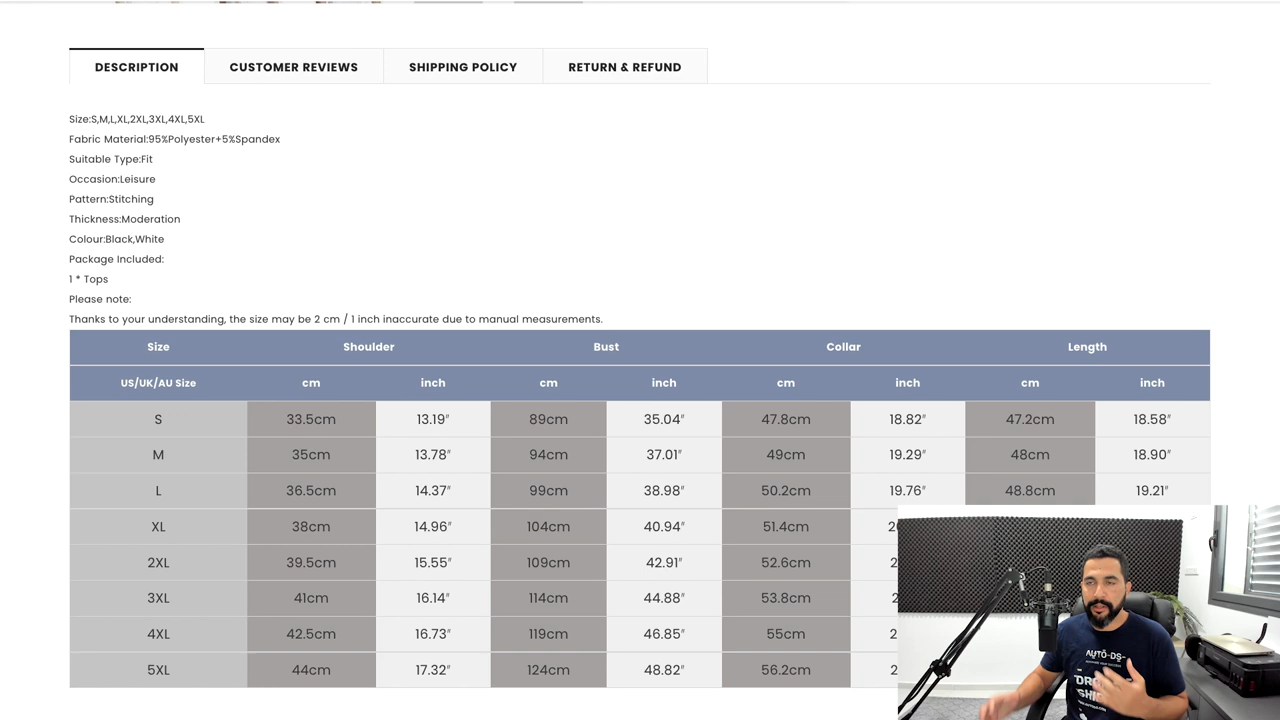 DESCRIPTION CUSTOMER REVIEWS SHIPPING POLICY RETURN & REFUND
Size:S,M,L,XL,2XL,3XL,4XL,5XL
Fabric Material:95%Polyester+5%Spandex
Suitable Type:Fit
Occasion:Leisure
Pattern:Stitching
Thickness:Moderation
Colour:Black,White
Package Included:
1 * Tops
Please note:
Thanks to your understanding, the size may be 2 cm / 1 inch inaccurate due to manual measurements.
Size Shoulder Bust Collar Length
US/UK/AU Size cm inch cm inch cm inch cm inch
S 33.5cm 13.19" 89cm 35.04" 47.8cm 18.82" 47.2cm 18.58"
M 35cm 13.78" 94cm 37.01" 49cm 19.29" 48cm 18.90"
L 36.5cm 14.37" 99cm 38.98" 50.2cm 19.76" 48.8cm 19.21"
XL 38cm 14.96" 104cm 40.94" 51.4cm
2XL 39.5cm 15.55" 109cm 42.91" 52.6cm
3XL 41cm 16.14" 114cm 44.88" 53.8cm
4XL 42.5cm 16.73" 119cm 46.85" 55cm
5XL 44cm 17.32" 124cm 48.82" 56.2cm
AUTO-DS